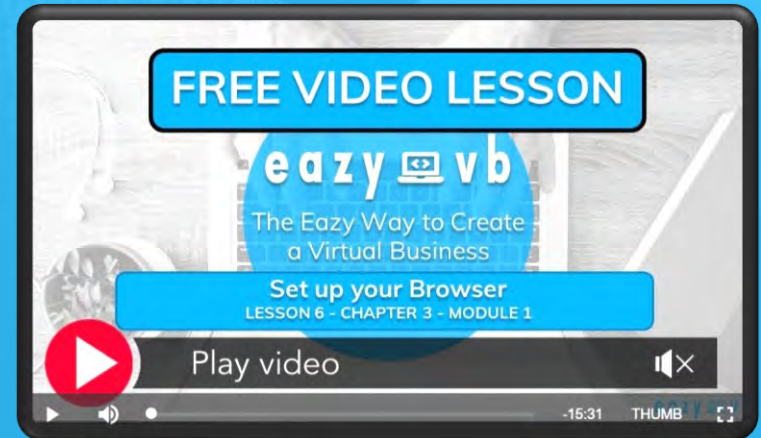 FREE VIDEO LESSON
eazy vb
The Eazy Way to Create
a Virtual Business
Set up your Browser
LESSON 6 - CHAPTER 3 - MODULE 1
Play video
-15:31 THUMB